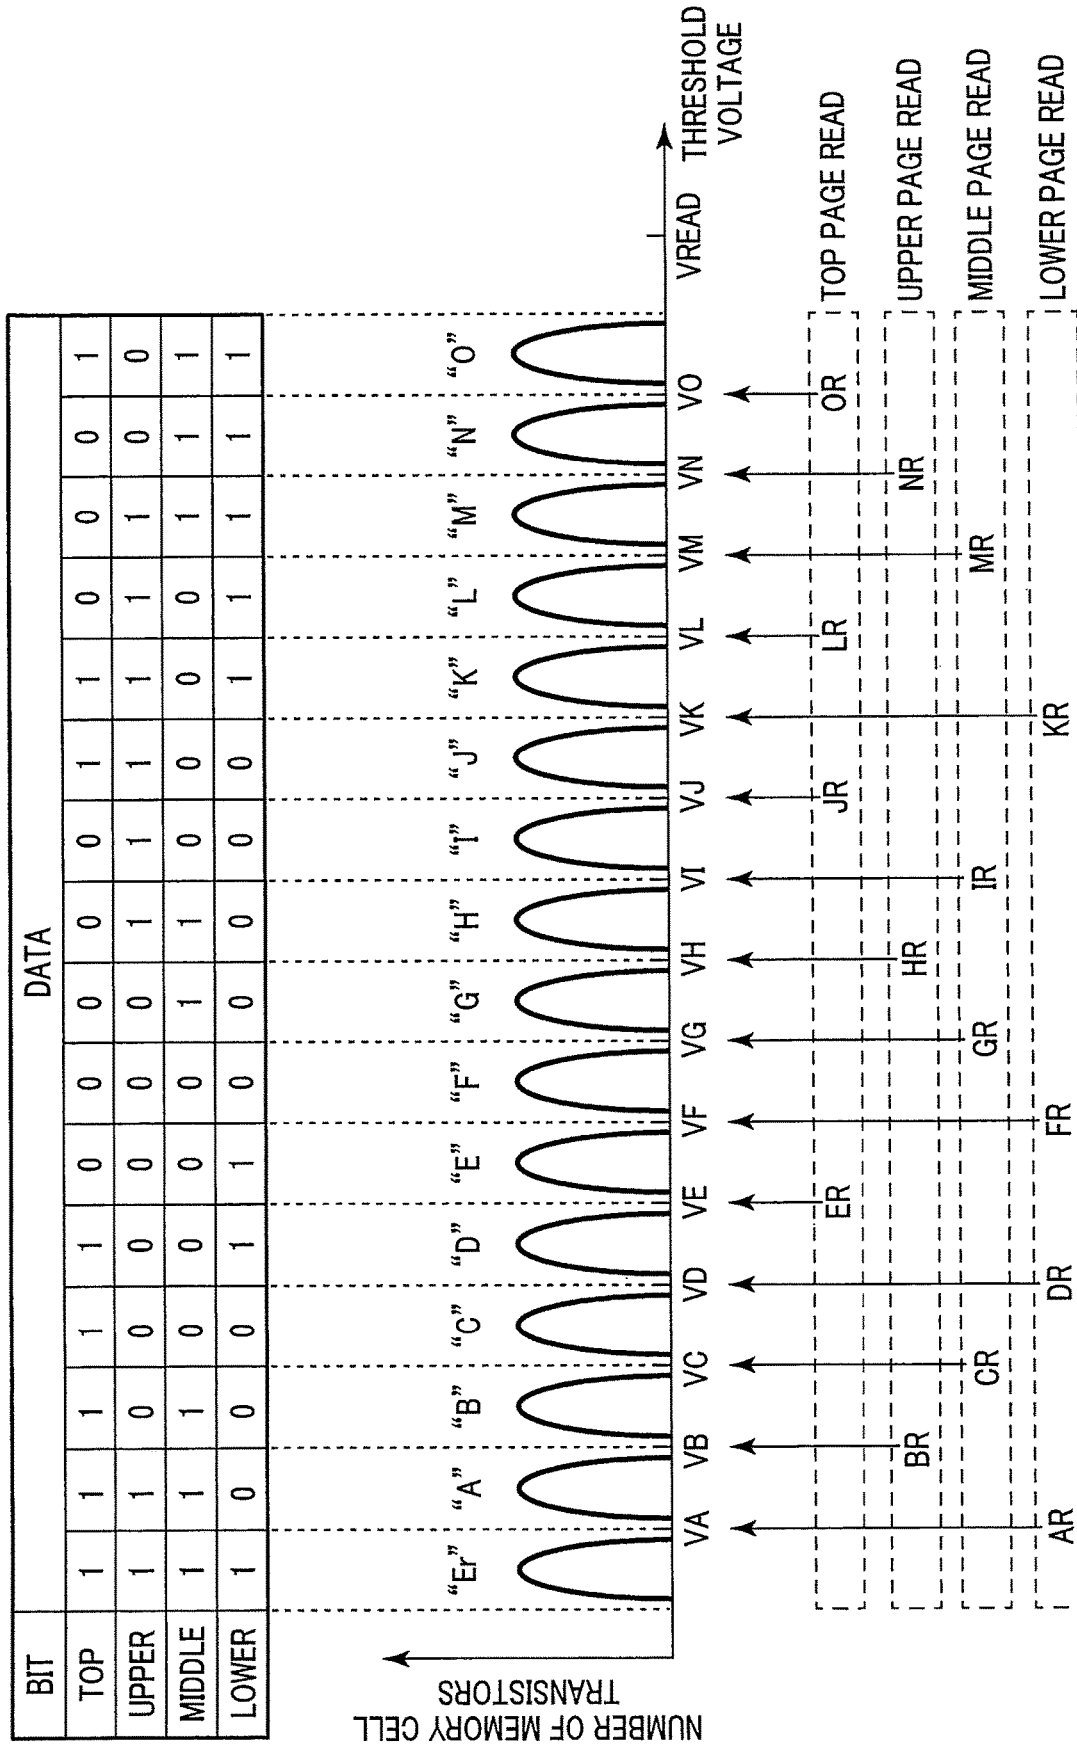 DATA
BIT
TOP 1 1 1 1 1 0 0 0 0 0 1 1 0 0 0 1
UPPER 1 1 0 0 0 0 0 0 1 1 1 1 1 1 0 0
MIDDLE 1 1 1 0 0 0 0 1 1 0 0 0 0 1 1 1
LOWER 1 0 0 0 1 1 0 0 0 0 0 1 1 1 1 1
NUMBER OF MEMORY CELL
TRANSISTORS
“Er” “A” “B” “C” “D” “E” “F” “G” “H” “I” “J” “K” “L” “M” “N” “O”
VA VB VC VD VE VF VG VH VI VJ VK VL VM VN VO VREAD
THRESHOLD
VOLTAGE
ER JR LR OR TOP PAGE READ
BR HR NR UPPER PAGE READ
CR GR IR MR MIDDLE PAGE READ
AR DR FR KR LOWER PAGE READ